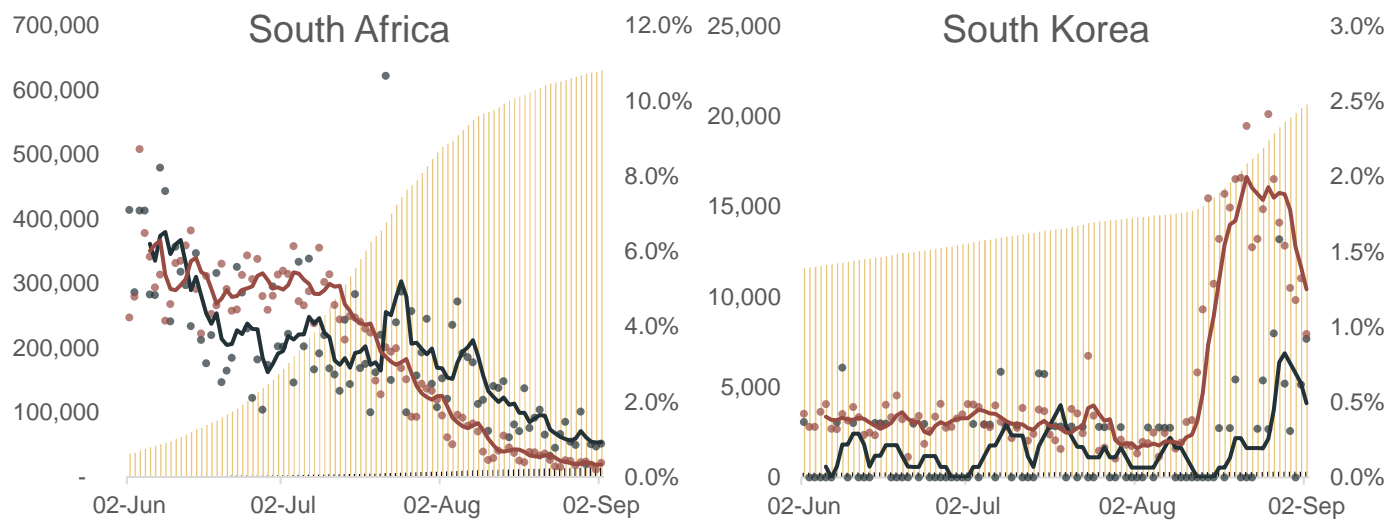 South Africa
700,000
600,000
500,000
400,000
300,000
200,000
100,000
-
12.0%
10.0%
8.0%
6.0%
4.0%
2.0%
0.0%
02-Jun
02-Jul
02-Aug
02-Sep
South Korea
25,000
20,000
15,000
10,000
5,000
0
3.0%
2.5%
2.0%
1.5%
1.0%
0.5%
0.0%
02-Jun
02-Jul
02-Aug
02-Sep